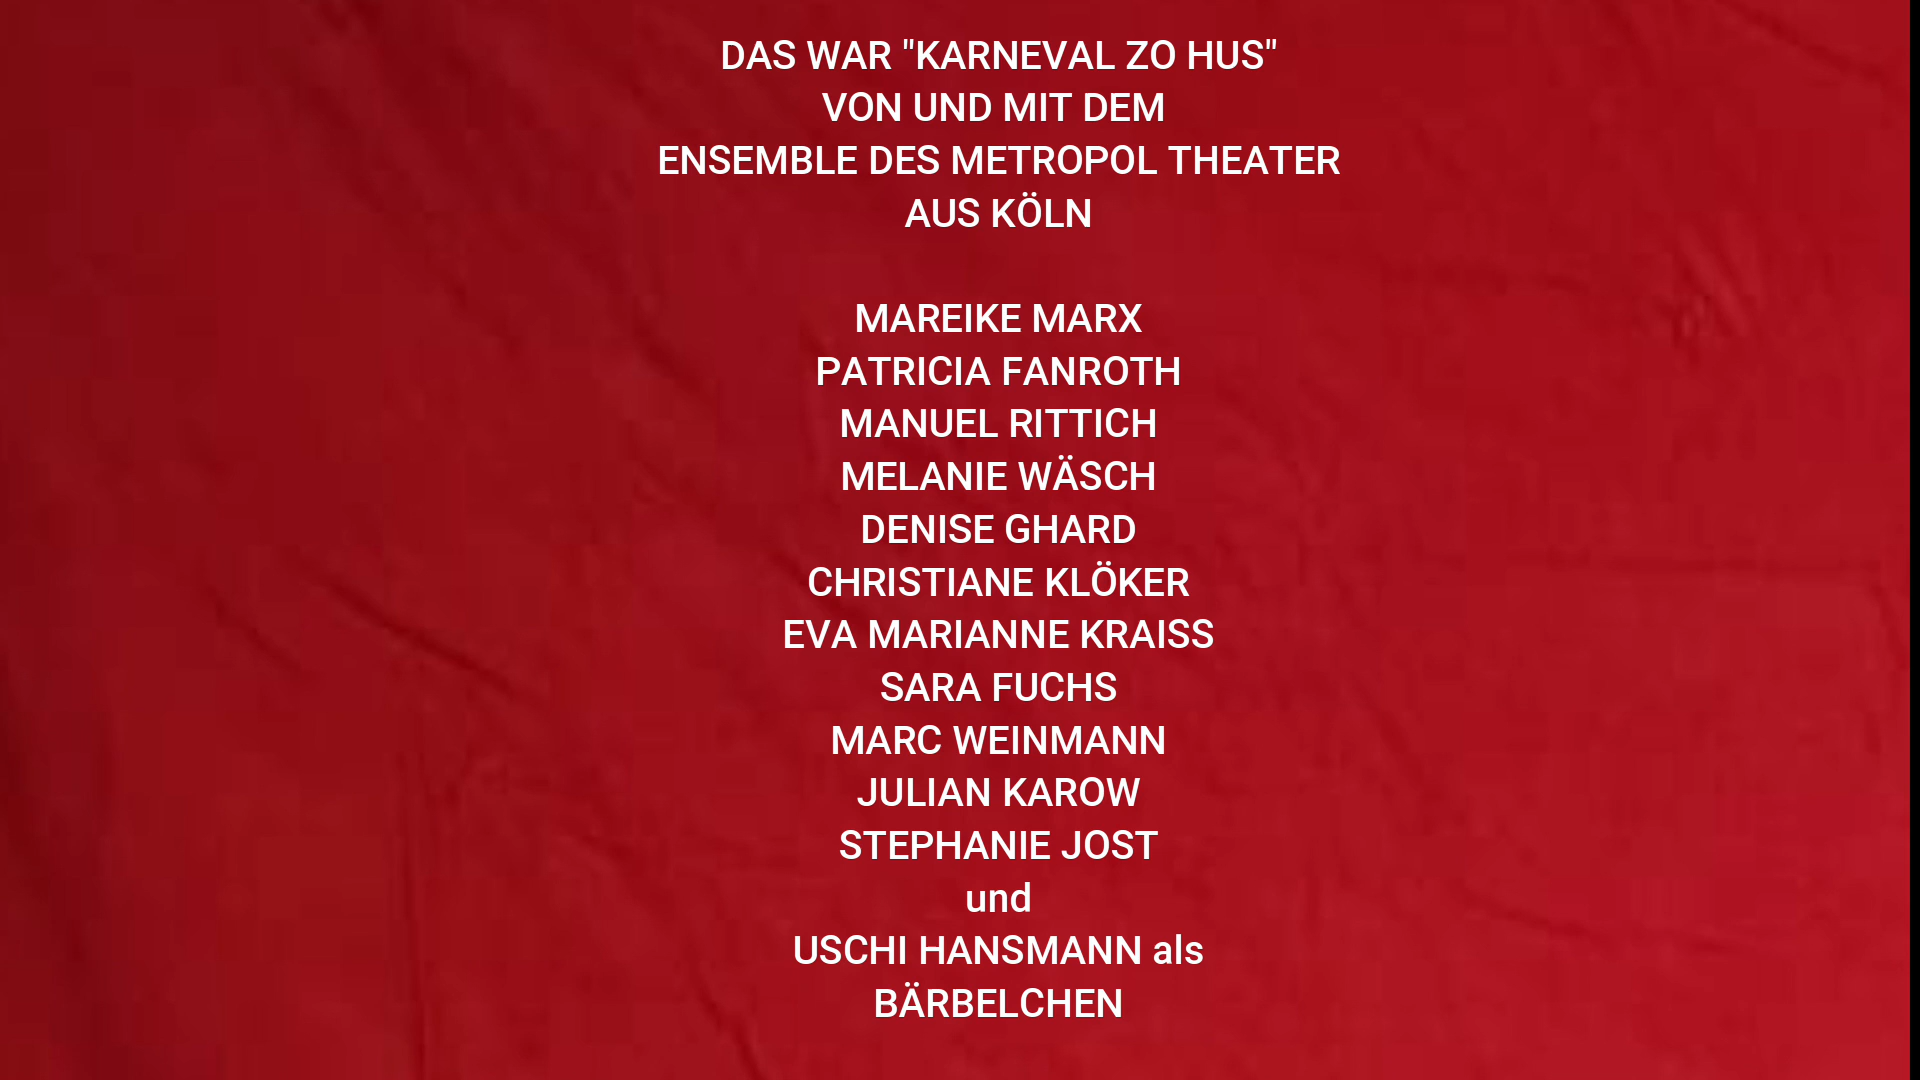 DAS WAR "KARNEVAL ZO HUS"
VON UND MIT DEM
ENSEMBLE DES METROPOL THEATER
AUS KÖLN
MAREIKE MARX
PATRICIA FANROTH
MANUEL RITTICH
MELANIE WÄSCH
DENISE GHARD
CHRISTIANE KLÖKER
EVA MARIANNE KRAISS
SARA FUCHS
MARC WEINMANN
JULIAN KAROW
STEPHANIE JOST
und
USCHI HANSMANN als
BÄRBELCHEN